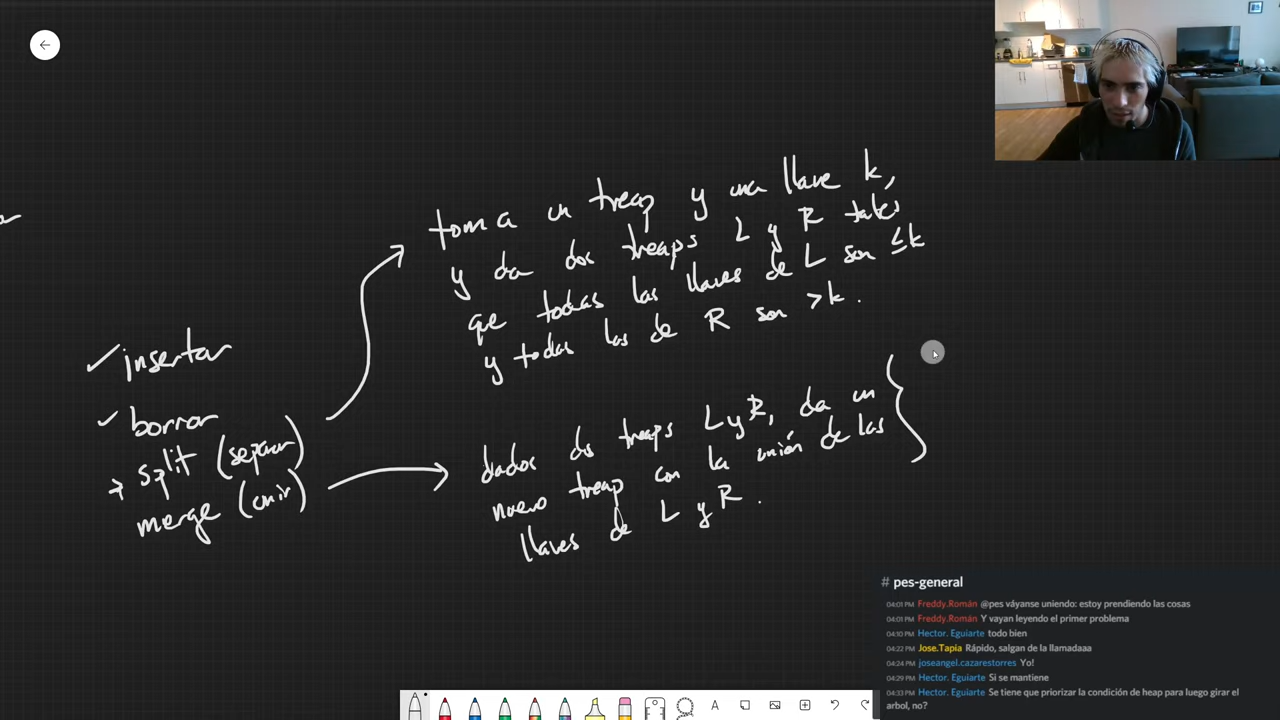 toma un treap y una llave k,
y da dos treaps L y R tales
que todas las llaves de L son ≤k
y todas las de R son >k.
✓ insertar
✓ borrar
→ split (separar)
merge (unir)
dados ds treaps L y R, da un
nuevo treap con la unión de las
llaves de L y R.
# pes-general
04:01 PM Freddy.Román @pes váyanse uniendo: estoy prendiendo las cosas
04:01 PM Freddy.Román Y vayan leyendo el primer problema
04:10 PM Hector. Eguiarte todo bien
04:22 PM Jose.Tapia Rápido, salgan de la llamadaaa
04:24 PM joseangel.cazarestorres Yo!
04:29 PM Hector. Eguiarte Si se mantiene
04:33 PM Hector. Eguiarte Se tiene que priorizar la condición de heap para luego girar el
arbol, no?
A